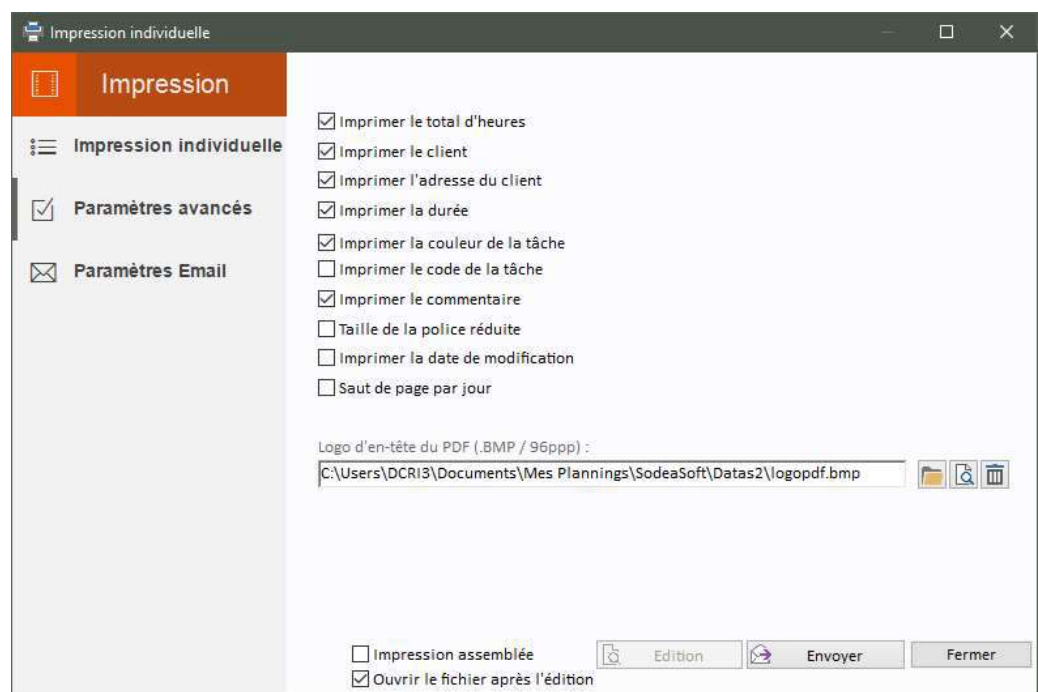 Impression individuelle
Impression
Impression individuelle
Paramètres avancés
Paramètres Email
Imprimer le total d'heures
Imprimer le client
Imprimer l'adresse du client
Imprimer la durée
Imprimer la couleur de la tâche
Imprimer le code de la tâche
Imprimer le commentaire
Taille de la police réduite
Imprimer la date de modification
Saut de page par jour
Logo d'en-tête du PDF (.BMP / 96ppp) :
C:\Users\DCRI3\Documents\Mes Plannings\SodeaSoft\Datas2\logopdf.bmp
Impression assemblée
Edition
Envoyer
Fermer
Ouvrir le fichier après l'édition